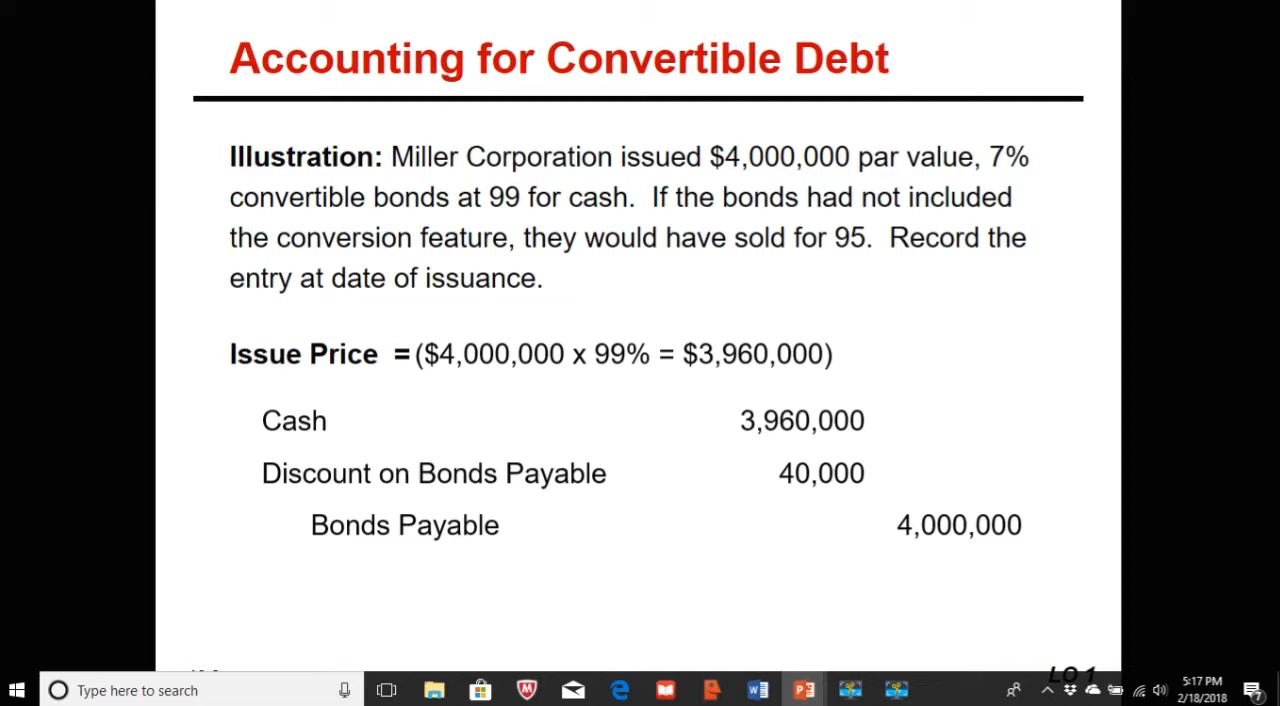 Accounting for Convertible Debt
Illustration: Miller Corporation issued $4,000,000 par value, 7%
convertible bonds at 99 for cash. If the bonds had not included
the conversion feature, they would have sold for 95. Record the
entry at date of issuance.
Issue Price = ($4,000,000 x 99% = $3,960,000)
Cash 3,960,000
Discount on Bonds Payable 40,000
Bonds Payable 4,000,000
LO 1
Type here to search
5:17 PM
2/18/2018
7